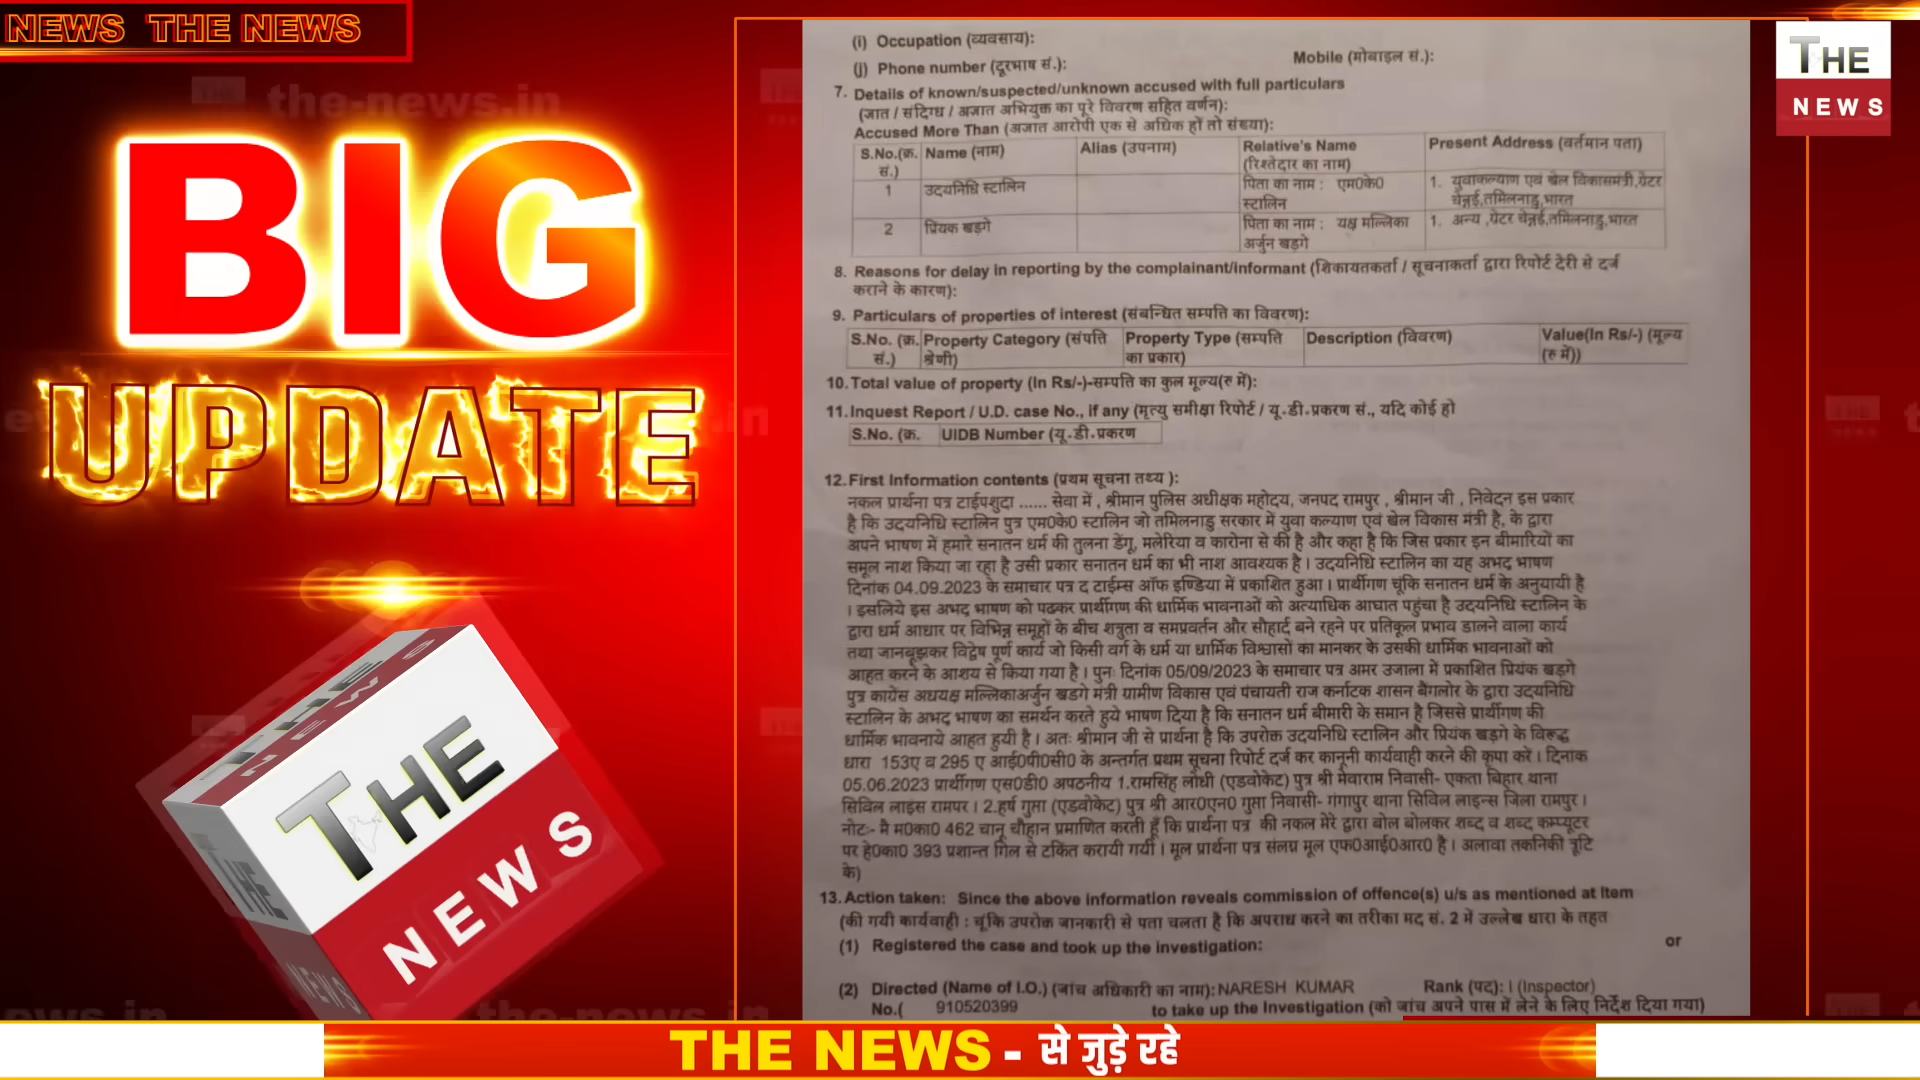 NEWS THE NEWS
the-news.in
THE
NEWS
BIG
UPDATE
THE
NEWS
(i) Occupation (व्यवसाय):
(j) Phone number (दूरभाष सं.): Mobile (मोबाइल सं.):
7. Details of known/suspected/unknown accused with full particulars
(ज्ञात / संदिग्ध / अज्ञात अभियुक्त का पूरे विवरण सहित वर्णन):
Accused More Than (अज्ञात आरोपी एक से अधिक हों तो संख्या):
S.No.(क्र. सं.) Name (नाम) Alias (उपनाम) Relative's Name (रिश्तेदार का नाम) Present Address (वर्तमान पता)
1 उदयनिधि स्टालिन पिता का नाम : एम0के0 स्टालिन 1. युवाकल्याण एवं खेल विकासमंत्री,ग्रेटर चेन्नई,तमिलनाडु,भारत
2 प्रियक खड़गे पिता का नाम : यक्ष मल्लिका अर्जुन खड़गे 1. अन्य ,ग्रेटर चेन्नई,तमिलनाडु,भारत
8. Reasons for delay in reporting by the complainant/informant (शिकायतकर्ता / सूचनाकर्ता द्वारा रिपोर्ट देरी से दर्ज
कराने के कारण):
9. Particulars of properties of interest (संबन्धित सम्पति का विवरण):
S.No. (क्र. सं.) Property Category (संपति श्रेणी) Property Type (सम्पति का प्रकार) Description (विवरण) Value(In Rs/-) (मूल्य (रु में))
10. Total value of property (In Rs/-)-सम्पति का कुल मूल्य(रु में):
11. Inquest Report / U.D. case No., if any (मृत्यु समीक्षा रिपोर्ट / यू.डी.प्रकरण सं., यदि कोई हो
S.No. (क्र. UIDB Number (यू.डी.प्रकरण
12. First Information contents (प्रथम सूचना तथ्य ):
नकल प्रार्थना पत्र टाईपशुदा ...... सेवा में , श्रीमान पुलिस अधीक्षक महोदय, जनपद रामपुर , श्रीमान जी , निवेदन इस प्रकार
है कि उदयनिधि स्टालिन पुत्र एम0के0 स्टालिन जो तमिलनाडु सरकार में युवा कल्याण एवं खेल विकास मंत्री है, के द्वारा
अपने भाषण में हमारे सनातन धर्म की तुलना डेंगू, मलेरिया व कारोना से की है और कहा है कि जिस प्रकार इन बीमारियों का
समूल नाश किया जा रहा है उसी प्रकार सनातन धर्म का भी नाश आवश्यक है । उदयनिधि स्टालिन का यह अभद्र भाषण
दिनांक 04.09.2023 के समाचार पत्र द टाईम्स ऑफ इण्डिया में प्रकाशित हुआ । प्रार्थीगण चूंकि सनातन धर्म के अनुयायी है
। इसलिये इस अभद्र भाषण को पढकर प्रार्थीगण की धार्मिक भावनाओं को अत्याधिक आघात पहुंचा है उदयनिधि स्टालिन के
द्वारा धर्म आधार पर विभिन्न समूहों के बीच शत्रुता व समप्रवर्तन और सौहार्द बने रहने पर प्रतिकूल प्रभाव डालने वाला कार्य
तथा जानबूझकर विद्वेष पूर्ण कार्य जो किसी वर्ग के धर्म या धार्मिक विश्वासों का मानकर के उसकी धार्मिक भावनाओं को
आहत करने के आशय से किया गया है । पुनः दिनांक 05/09/2023 के समाचार पत्र अमर उजाला में प्रकाशित प्रियंक खड़गे
पुत्र काग्रेंस अधयक्ष मल्लिकाअर्जुन खडगे मंत्री ग्रामीण विकास एवं पंचायती राज कर्नाटक शासन बैंगलोर के द्वारा उदयनिधि
स्टालिन के अभद्र भाषण का समर्थन करते हुये भाषण दिया है कि सनातन धर्म बीमारी के समान है जिससे प्रार्थीगण की
धार्मिक भावनाये आहत हुयी है । अतः श्रीमान जी से प्रार्थना है कि उपरोक्त उदयनिधि स्टालिन और प्रियंक खड़गे के विरूद्ध
धारा 153ए व 295 ए आई0पी0सी0 के अन्तर्गत प्रथम सूचना रिपोर्ट दर्ज कर कानूनी कार्यवाही करने की कृपा करें । दिनाक
05.06.2023 प्रार्थीगण एस0डी0 अपठनीय 1.रामसिंह लोधी (एडवोकेट) पुत्र श्री मेवाराम निवासी- एकता बिहार थाना
सिविल लाइंस रामपर । 2.हर्ष गुप्ता (एडवोकेट) पुत्र श्री आर0एन0 गुप्ता निवासी- गंगापुर थाना सिविल लाइन्स जिला रामपुर ।
नोटः- मै म0का0 462 चानू चौहान प्रमाणित करती हूँ कि प्रार्थना पत्र की नकल मेरे द्वारा बोल बोलकर शब्द व शब्द कम्प्यूटर
पर हे0का0 393 प्रशान्त गिल से टंकित करायी गयी । मूल प्रार्थना पत्र संलग्न मूल एफ0आई0आर0 है । अलावा तकनिकी त्रूटि
के)
13. Action taken: Since the above information reveals commission of offence(s) u/s as mentioned at Item
(की गयी कार्यवाही : चूंकि उपरोक्त जानकारी से पता चलता है कि अपराध करने का तरीका मद सं. 2 में उल्लेख धारा के तहत
(1) Registered the case and took up the investigation: or
(2) Directed (Name of I.O.) (जांच अधिकारी का नाम): NARESH KUMAR Rank (पद): I (Inspector)
No.( 910520399 to take up the Investigation (को जांच अपने पास में लेने के लिए निर्देश दिया गया)
THE NEWS - से जुड़े रहे